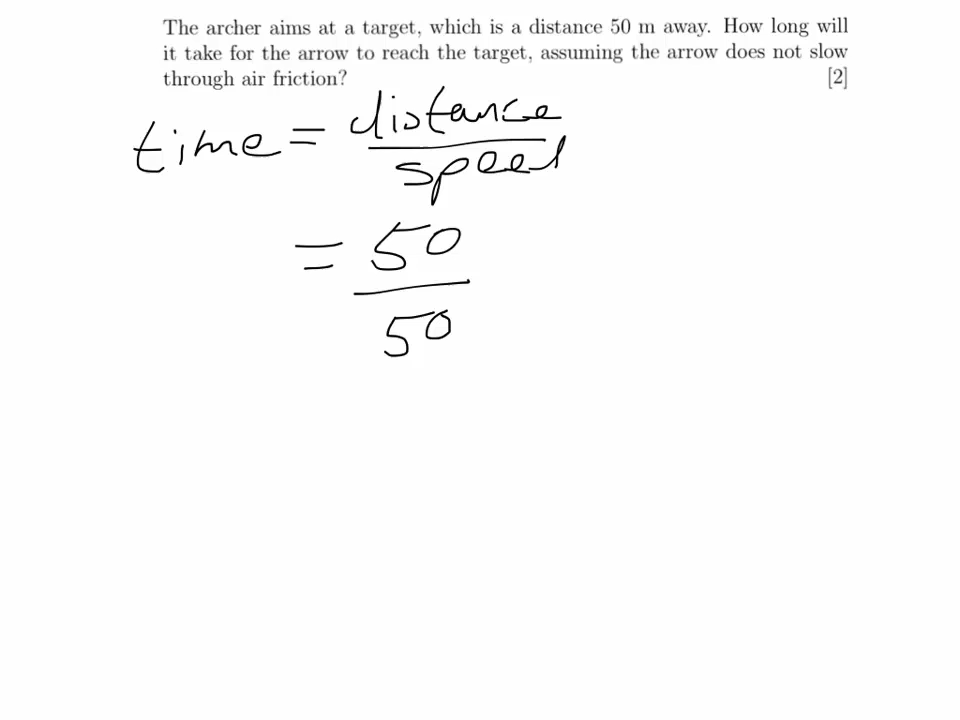 The archer aims at a target, which is a distance 50 m away. How long will
it take for the arrow to reach the target, assuming the arrow does not slow
through air friction? [2]
time = distance
speed
= 50
50